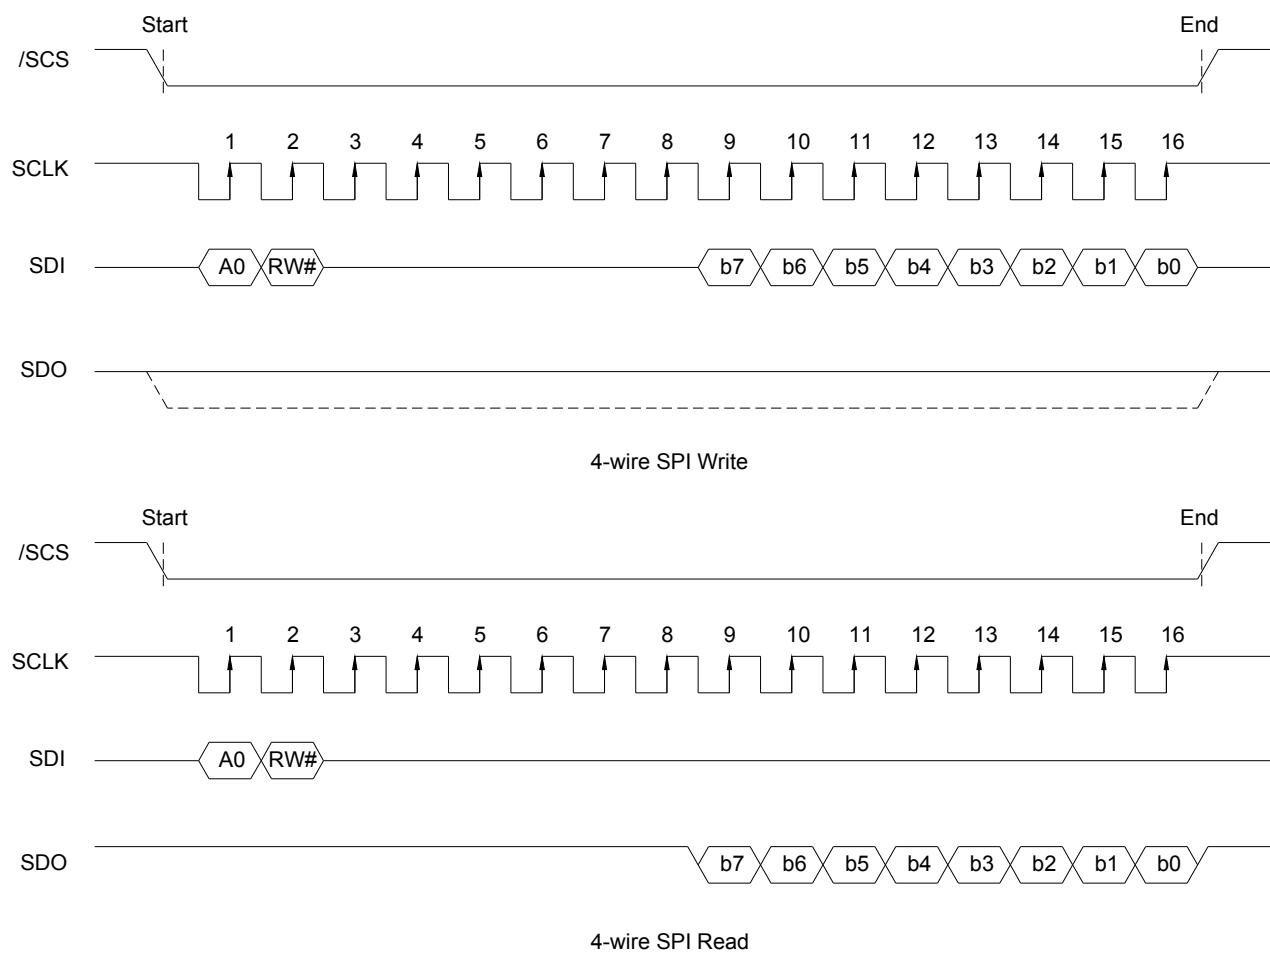 Start End
/SCS
1 2 3 4 5 6 7 8 9 10 11 12 13 14 15 16
SCLK
SDI A0 RW# b7 b6 b5 b4 b3 b2 b1 b0
SDO
4-wire SPI Write
Start End
/SCS
1 2 3 4 5 6 7 8 9 10 11 12 13 14 15 16
SCLK
SDI A0 RW#
SDO b7 b6 b5 b4 b3 b2 b1 b0
4-wire SPI Read